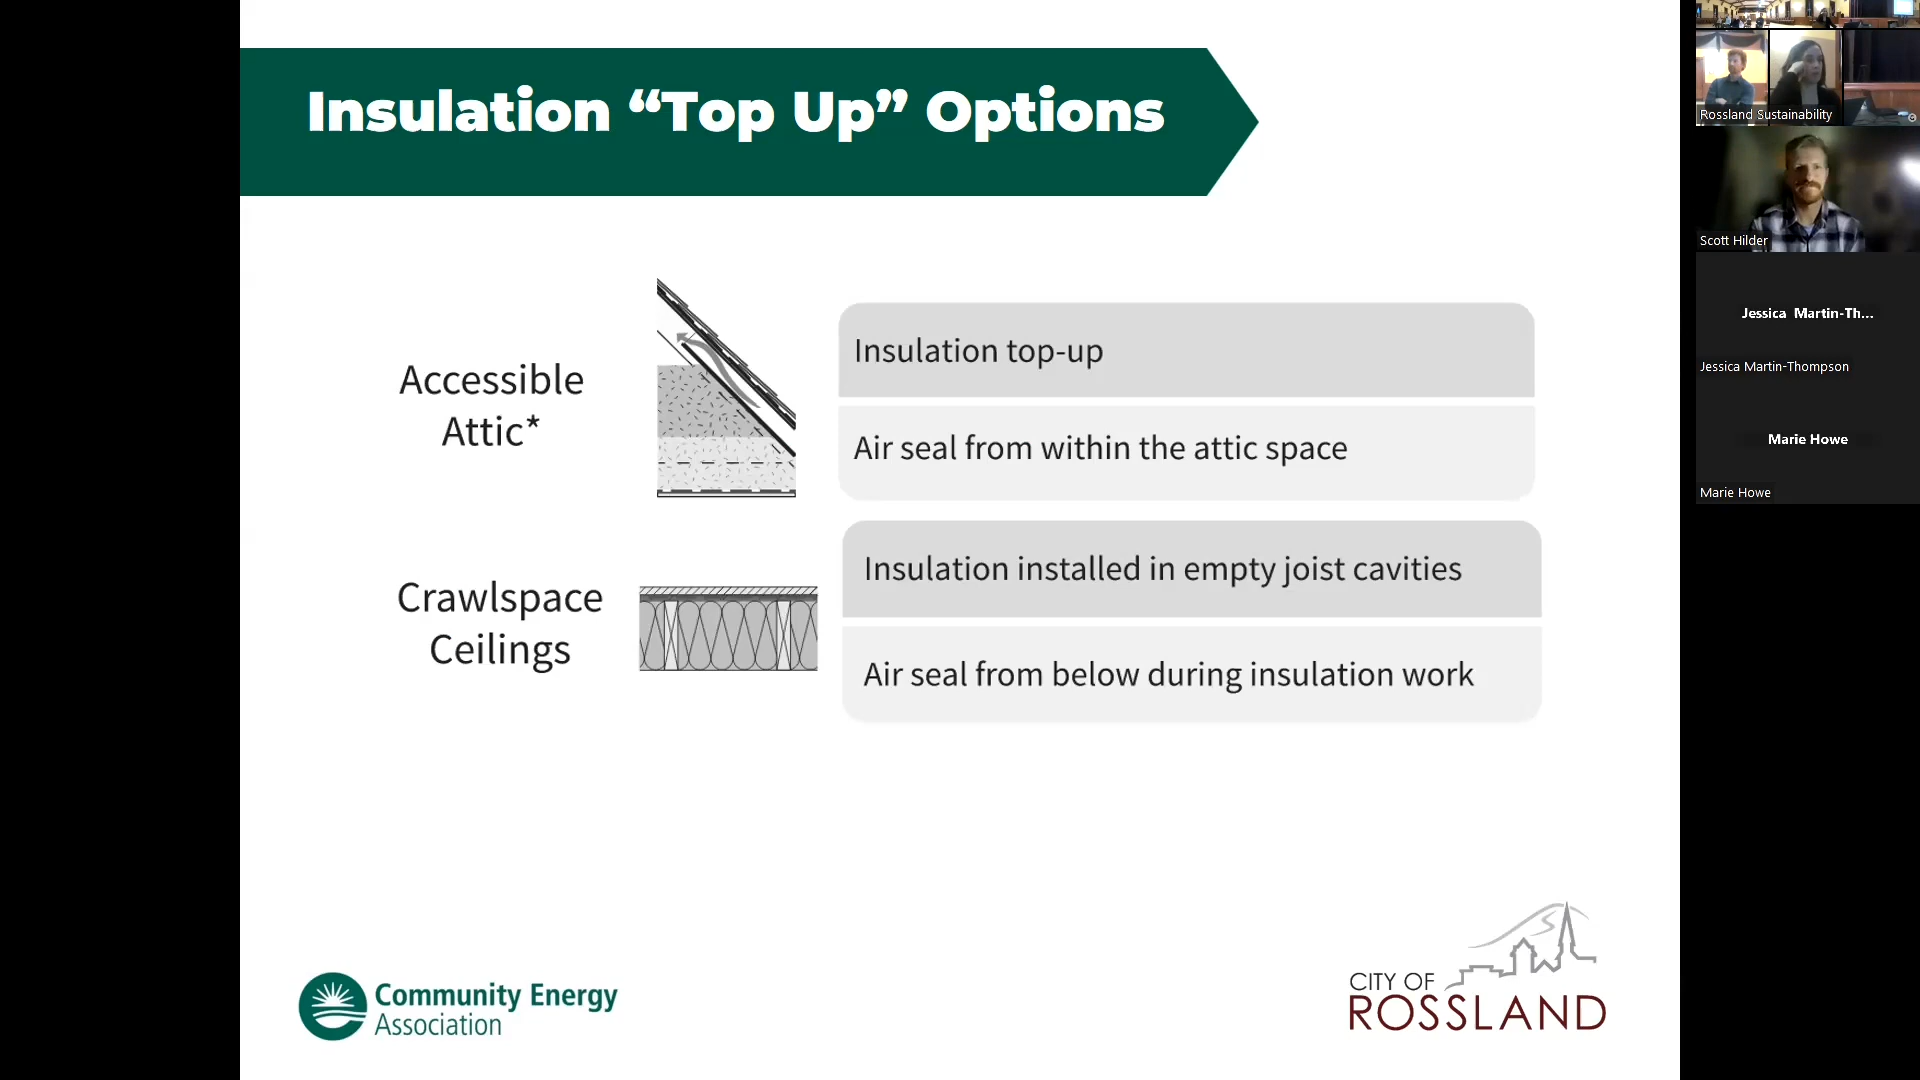 Insulation “Top Up” Options
Accessible
Attic*
Insulation top-up
Air seal from within the attic space
Crawlspace
Ceilings
Insulation installed in empty joist cavities
Air seal from below during insulation work
Community Energy
Association
CITY OF
ROSSLAND
Rossland Sustainability
Scott Hilder
Jessica Martin-Th...
Jessica Martin-Thompson
Marie Howe
Marie Howe